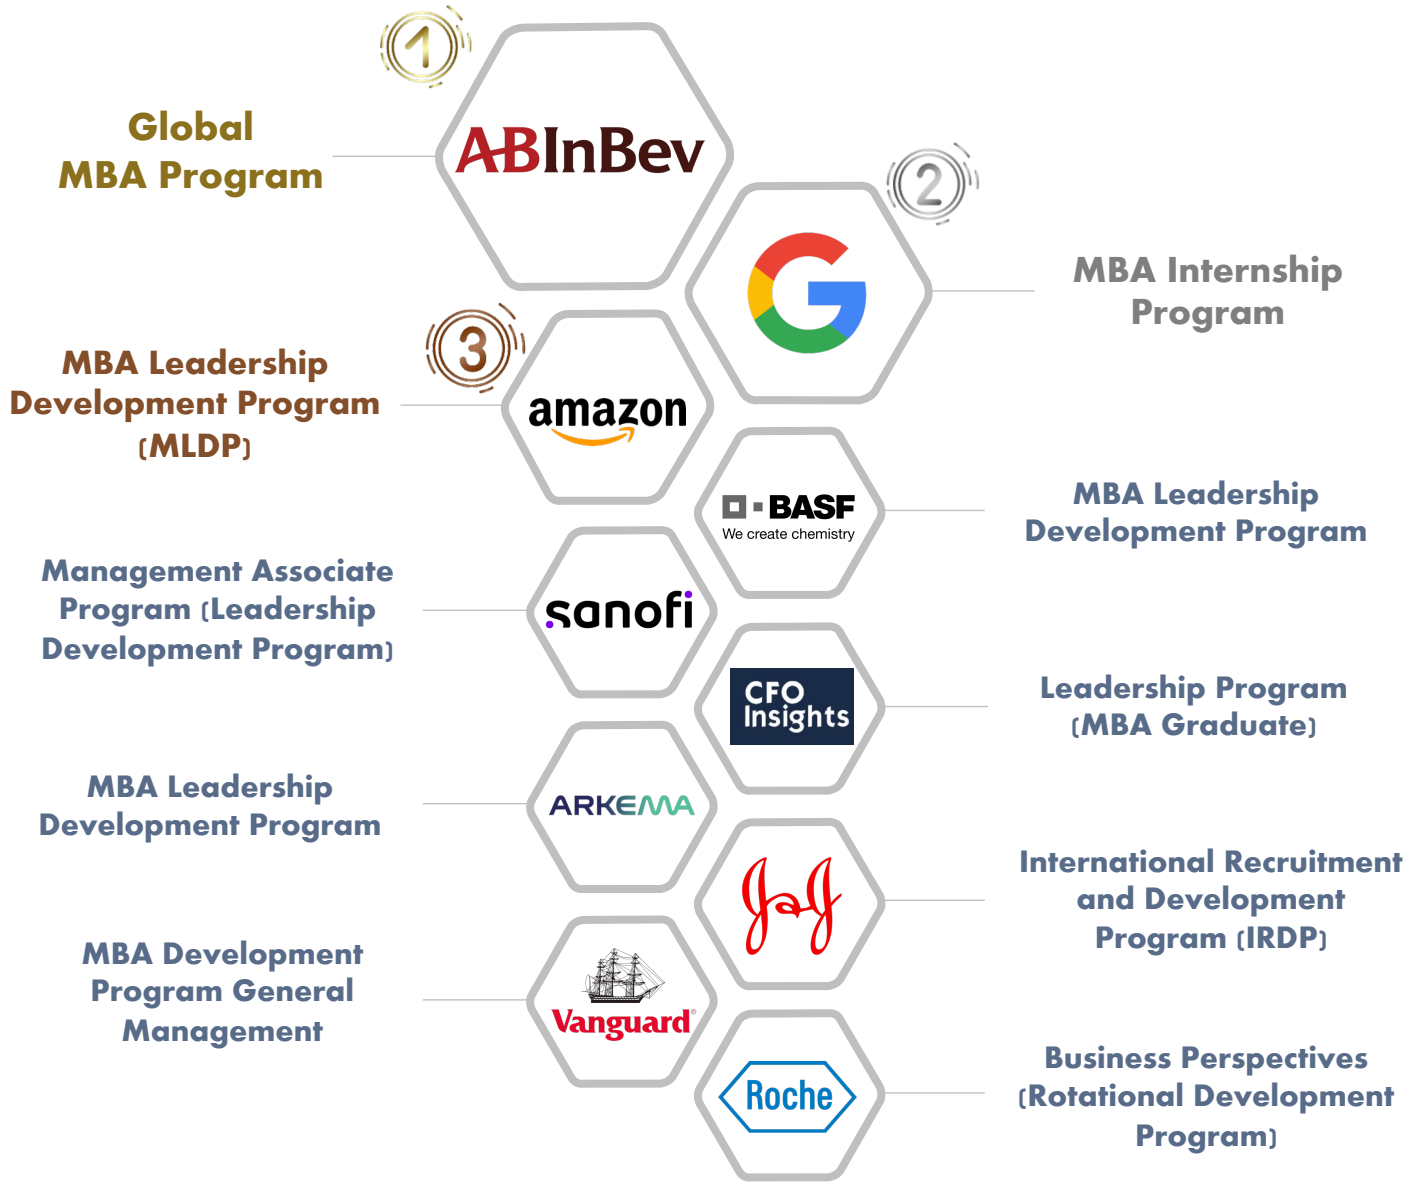 1
Global
MBA Program
ABInBev
2
MBA Internship
Program
3
MBA Leadership
Development Program
(MLDP)
amazon
BASF
We create chemistry
MBA Leadership
Development Program
Management Associate
Program (Leadership
Development Program)
sanofi
CFO
Insights
Leadership Program
(MBA Graduate)
MBA Leadership
Development Program
ARKEMA
J&J
International Recruitment
and Development
Program (IRDP)
MBA Development
Program General
Management
Vanguard®
Roche
Business Perspectives
(Rotational Development
Program)